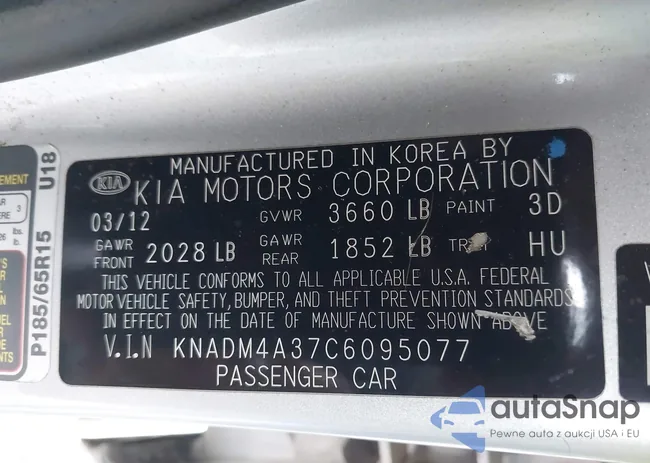 MANUFACTURED IN KOREA BY
KIA KIA MOTORS CORPORATION
03/12 GVWR 3660 LB PAINT 3D
GAWR FRONT 2028 LB GAWR REAR 1852 LB HU
THIS VEHICLE CONFORMS TO ALL APPLICABLE U.S.A. FEDERAL
MOTOR VEHICLE SAFETY, BUMPER, AND THEFT PREVENTION STANDARDS
IN EFFECT ON THE DATE OF MANUFACTURE SHOWN ABOVE
V.I.N KNADM4A37C6095077
PASSENGER CAR
P185/65R15 U18
autoSnap
Pewne auta z aukcji USA i EU